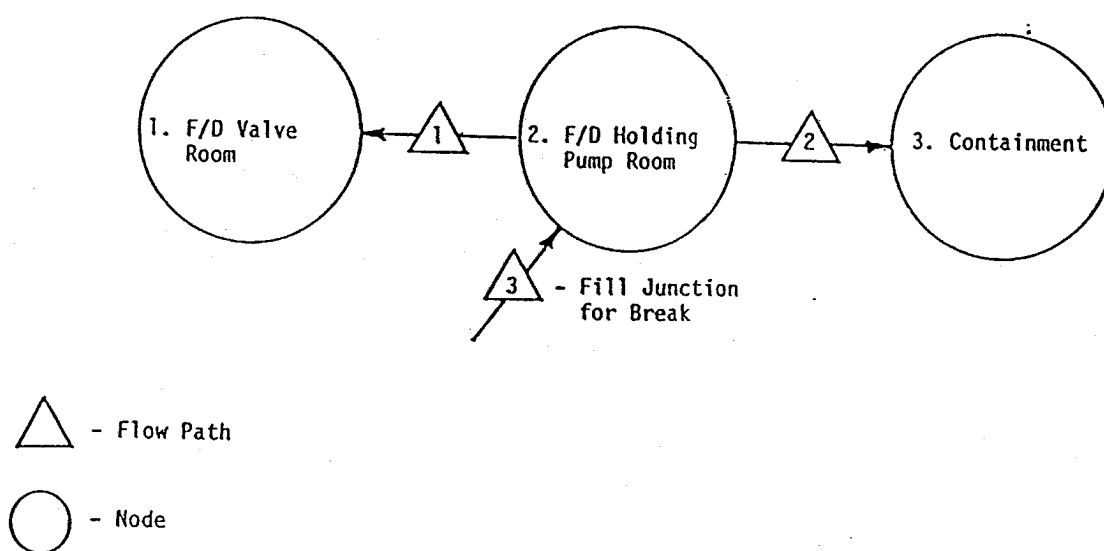 1. F/D Valve
Room
1
2. F/D Holding
Pump Room
2
3. Containment
3
- Fill Junction
for Break
- Flow Path
- Node